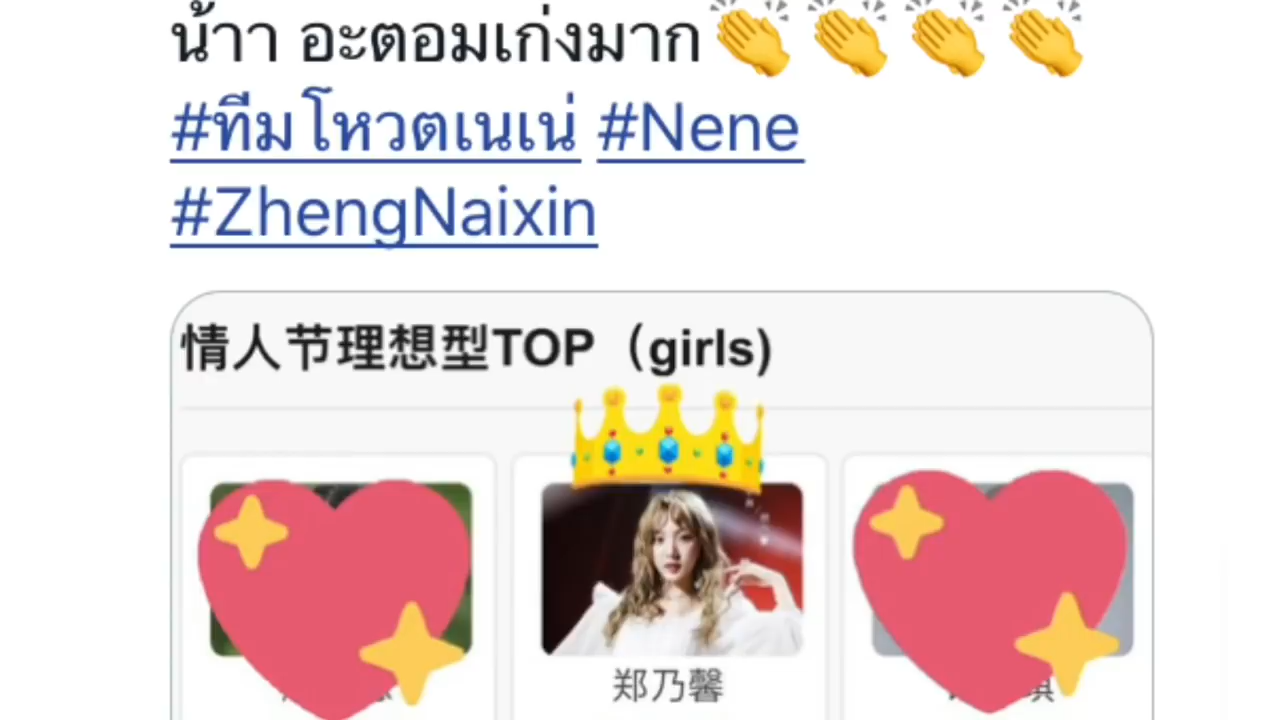 น้าา อะตอมเก่งมาก👏👏👏👏
#ทีมโหวตเนเน่ #Nene
#ZhengNaixin
情人节理想型TOP（girls)
郑乃馨